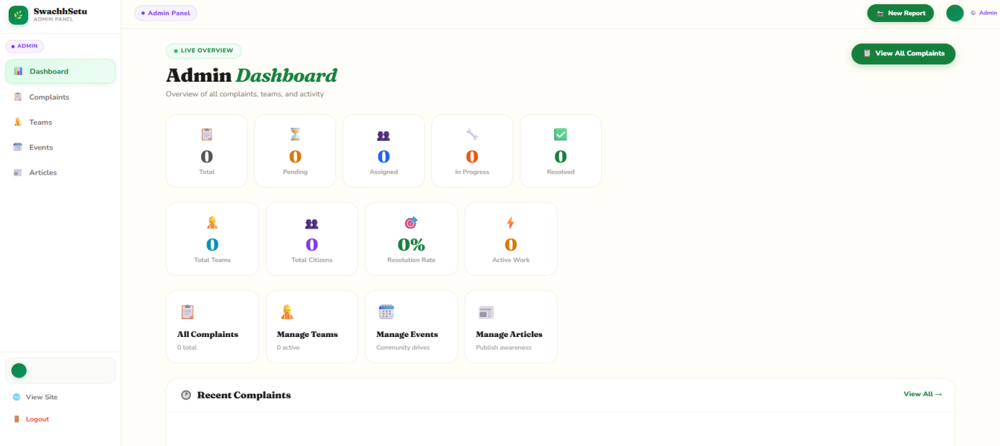 SwachhSetu
ADMIN PANEL
ADMIN
Dashboard
Complaints
Teams
Events
Articles
View Site
Logout
Admin Panel
New Report
Admin
LIVE OVERVIEW
Admin Dashboard
Overview of all complaints, teams, and activity
View All Complaints
0
Total
0
Pending
0
Assigned
0
In Progress
0
Resolved
0
Total Teams
0
Total Citizens
0%
Resolution Rate
0
Active Work
All Complaints
0 total
Manage Teams
0 active
Manage Events
Community drives
Manage Articles
Publish awareness
Recent Complaints
View All →